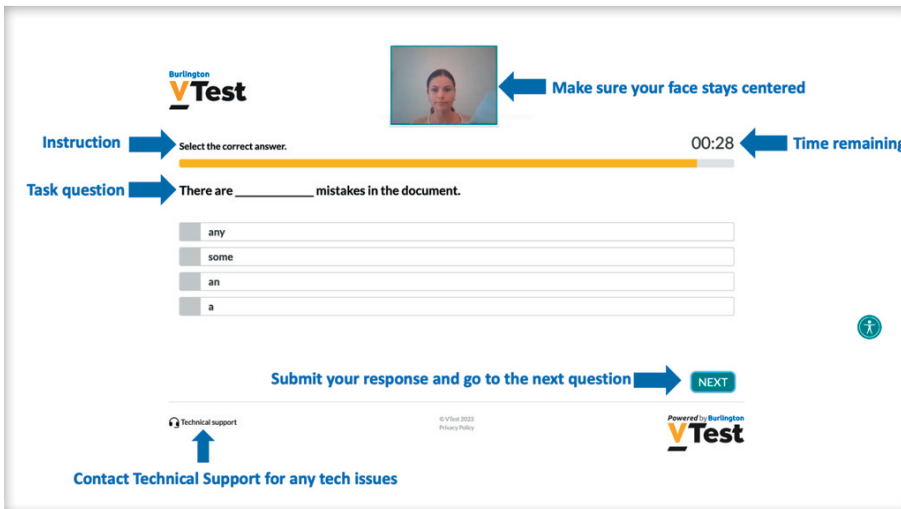 Burlington
VTest
Make sure your face stays centered
Instruction
Select the correct answer.
00:28
Time remaining
Task question
There are _____________ mistakes in the document.
any
some
an
a
Submit your response and go to the next question
NEXT
Technical support
© VTest 2023
Privacy Policy
Powered by Burlington
VTest
Contact Technical Support for any tech issues